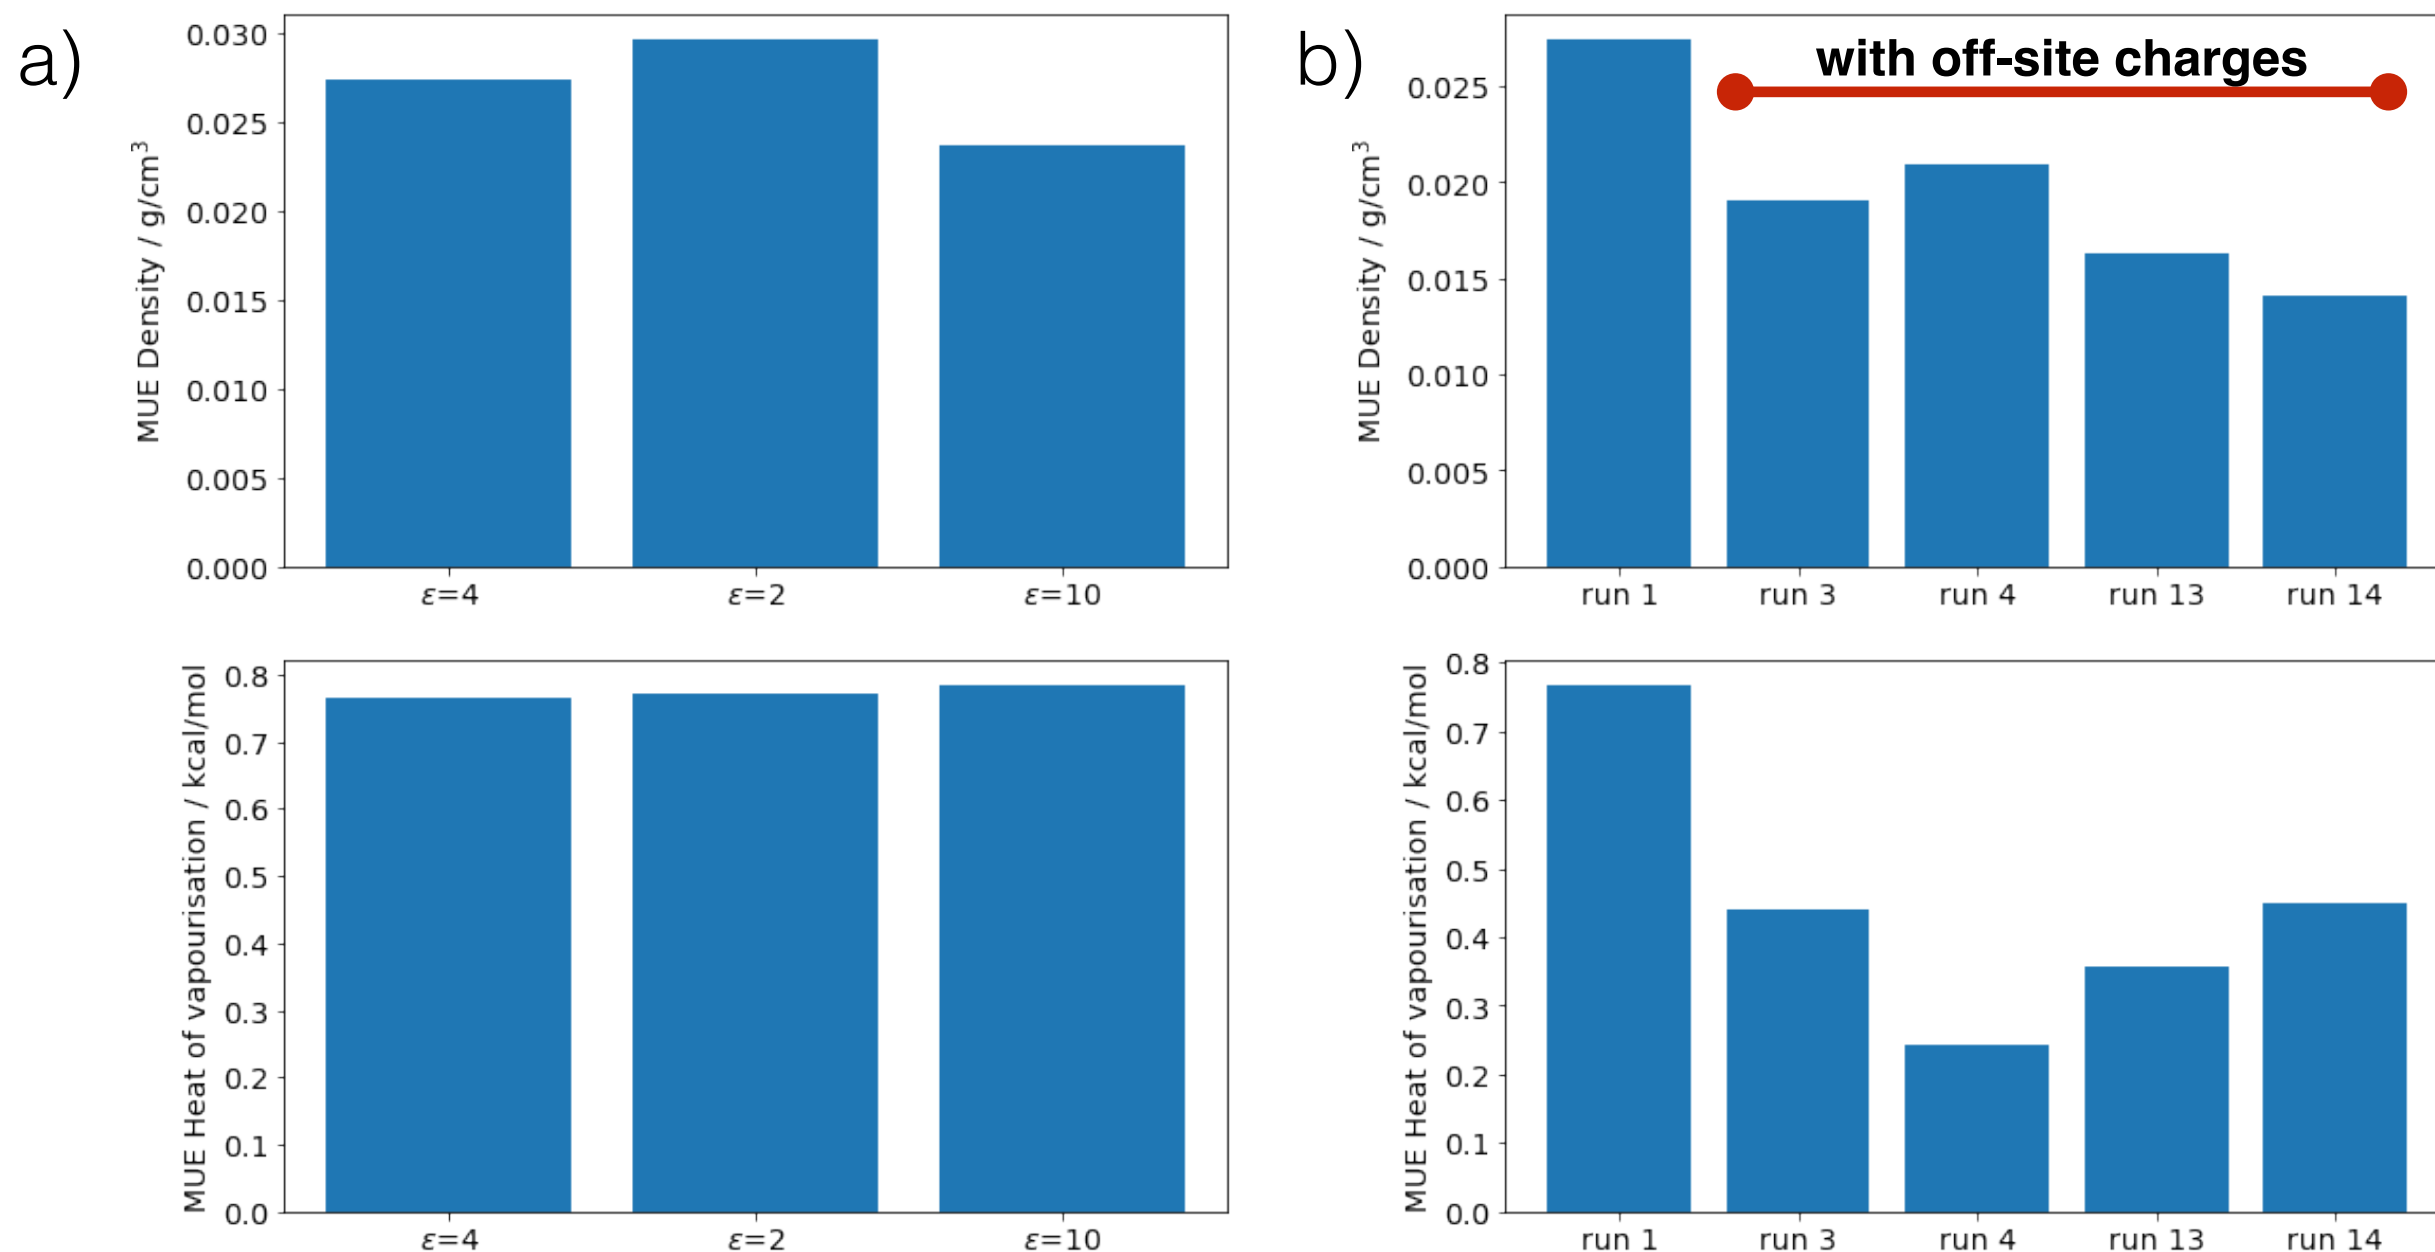 a)
0.030
0.025
0.020
0.015
0.010
0.005
0.000
MUE Density / g/cm³
ε=4 ε=2 ε=10
0.8
0.7
0.6
0.5
0.4
0.3
0.2
0.1
0.0
MUE Heat of vapourisation / kcal/mol
ε=4 ε=2 ε=10
b)
with off-site charges
0.025
0.020
0.015
0.010
0.005
0.000
MUE Density / g/cm³
run 1 run 3 run 4 run 13 run 14
0.8
0.7
0.6
0.5
0.4
0.3
0.2
0.1
0.0
MUE Heat of vapourisation / kcal/mol
run 1 run 3 run 4 run 13 run 14